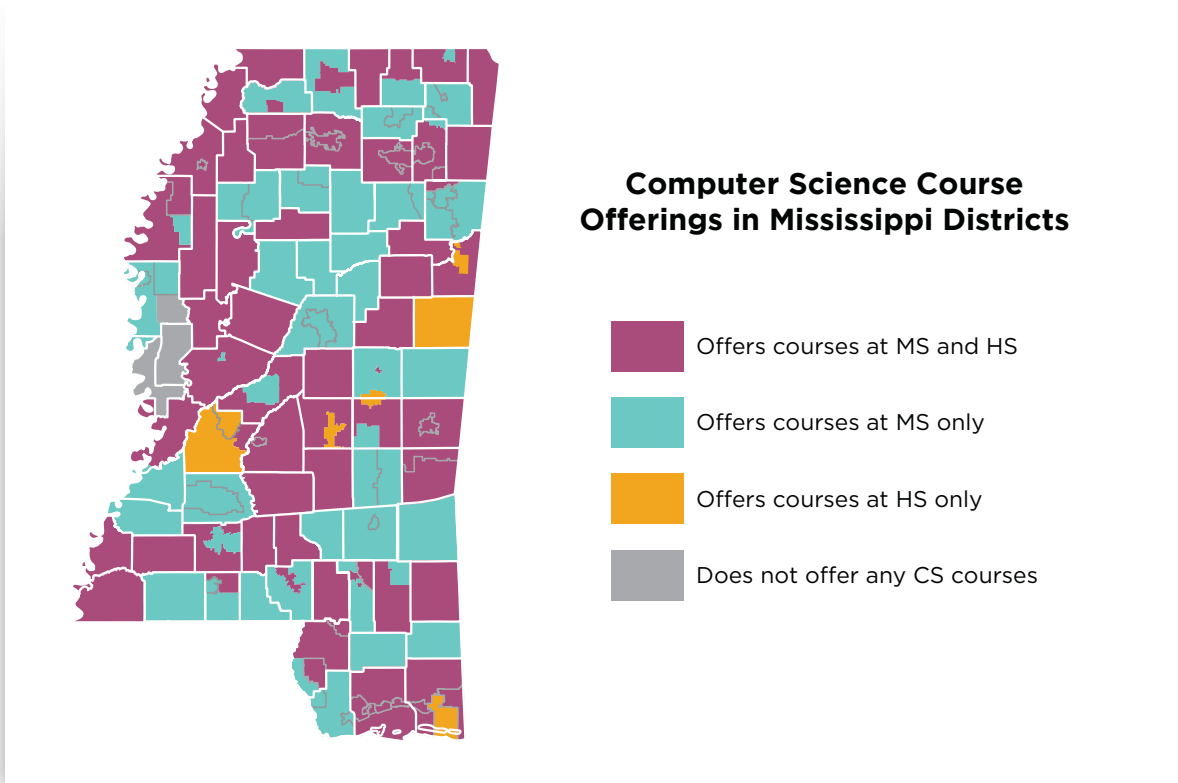 Computer Science Course
Offerings in Mississippi Districts
Offers courses at MS and HS
Offers courses at MS only
Offers courses at HS only
Does not offer any CS courses